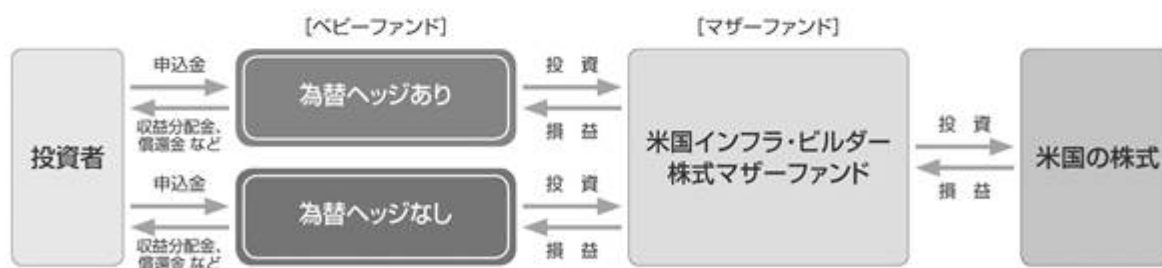 [ベビーファンド]
[マザーファンド]
投資者
申込金
収益分配金、
償還金 など
為替ヘッジあり
投 資
損 益
申込金
収益分配金、
償還金 など
為替ヘッジなし
投 資
損 益
米国インフラ・ビルダー
株式マザーファンド
投 資
損 益
米国の株式